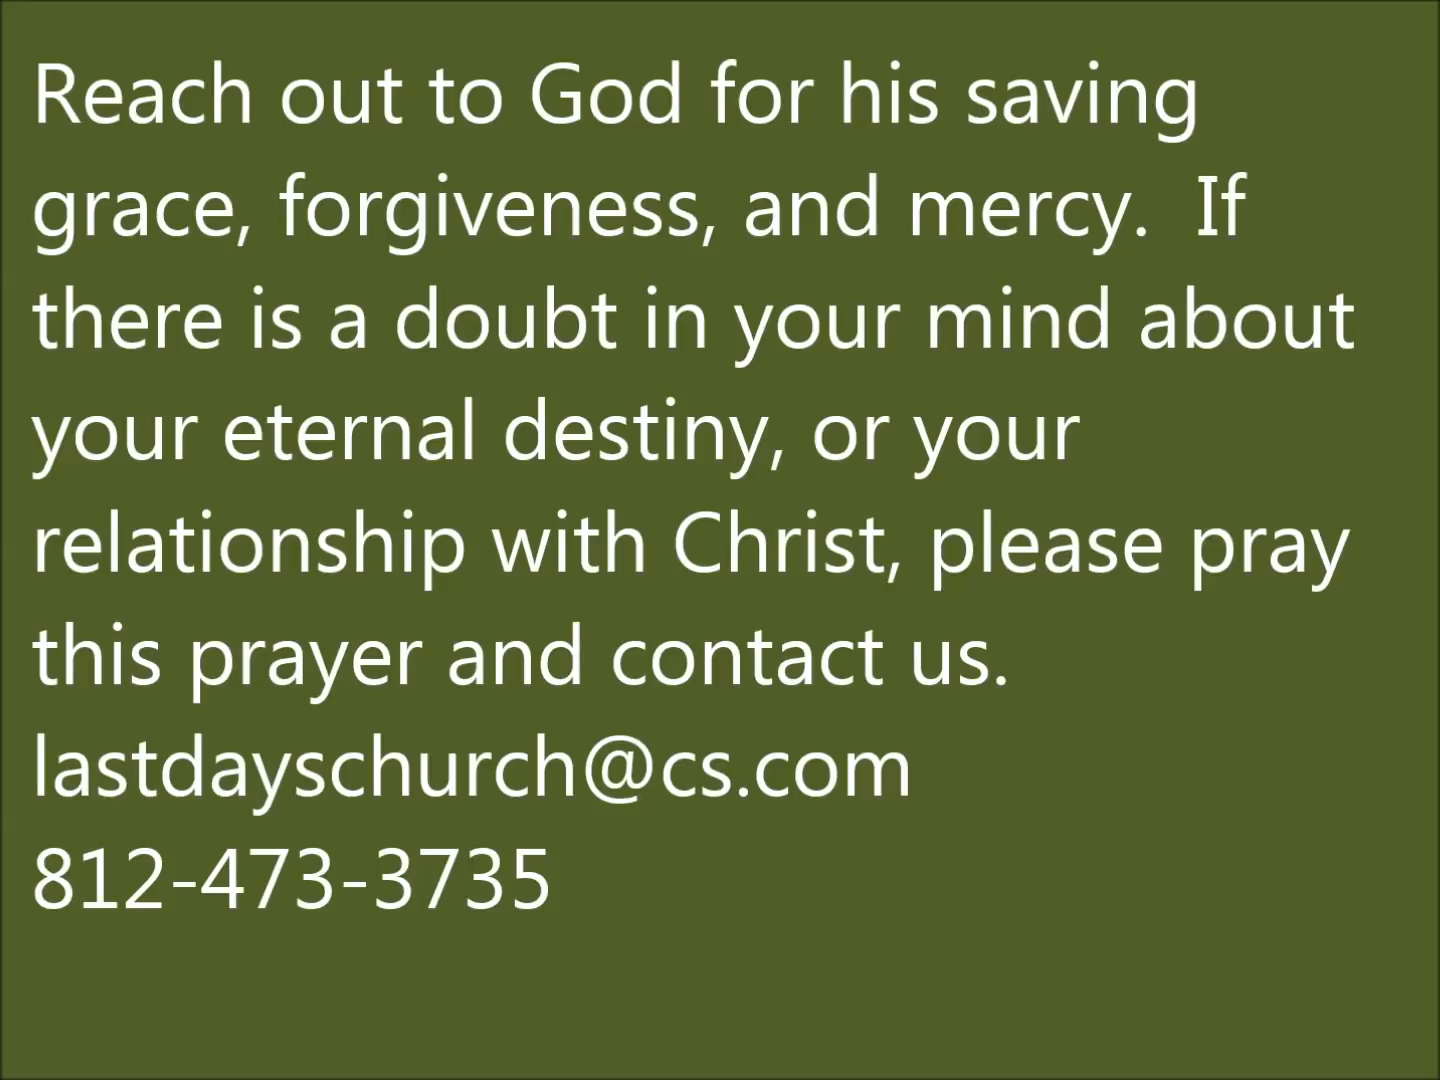 Reach out to God for his saving
grace, forgiveness, and mercy.  If
there is a doubt in your mind about
your eternal destiny, or your
relationship with Christ, please pray
this prayer and contact us.
lastdayschurch@cs.com
812-473-3735